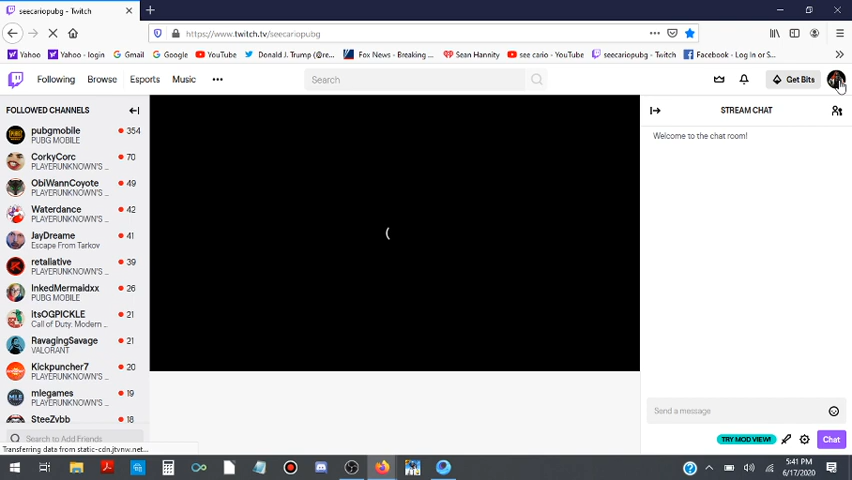 seecariopubg - Twitch
https://www.twitch.tv/seecariopubg
Yahoo
Yahoo - login
Gmail
Google
YouTube
Donald J. Trump (@re...
Fox News - Breaking ...
Sean Hannity
see cario - YouTube
seecariopubg - Twitch
Facebook - Log In or S...
Following
Browse
Esports
Music
Search
Get Bits
FOLLOWED CHANNELS
pubgmobile 354
PUBG MOBILE
CorkyCorc 70
PLAYERUNKNOWN'S ...
ObiWannCoyote 49
PLAYERUNKNOWN'S ...
Waterdance 42
PLAYERUNKNOWN'S ...
JayDreame 41
Escape From Tarkov
retaliative 39
PLAYERUNKNOWN'S ...
InkedMermaidxx 26
PUBG MOBILE
itsOGPICKLE 21
Call of Duty: Modern ...
RavagingSavage 21
VALORANT
Kickpuncher7 20
PLAYERUNKNOWN'S ...
mlegames 19
PLAYERUNKNOWN'S ...
SteeZvbb 18
Search to Add Friends
Transferring data from static-cdn.jtvnw.net...
STREAM CHAT
Welcome to the chat room!
Send a message
TRY MOD VIEW!
Chat
5:41 PM
6/17/2020